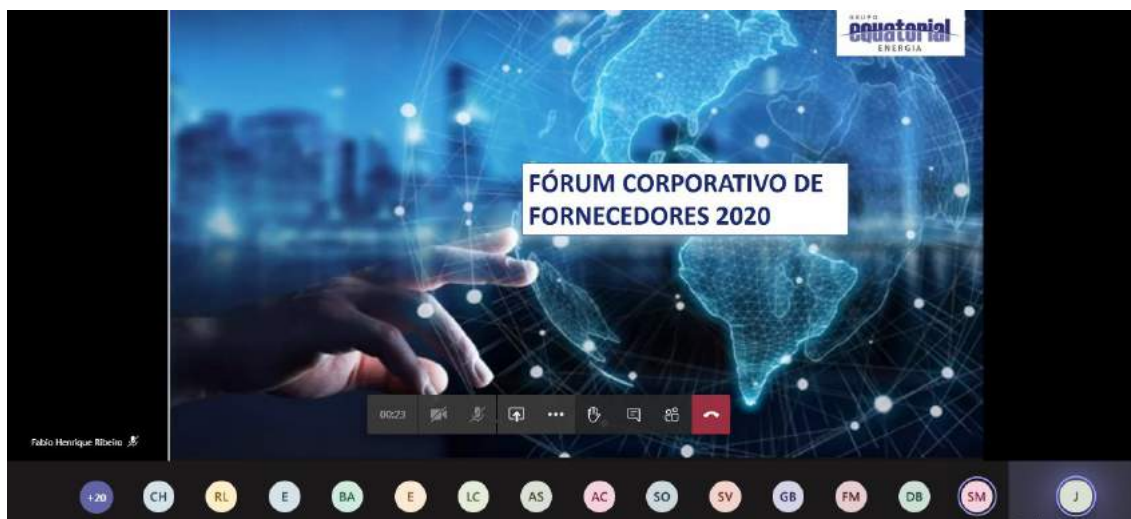 GRUPO
equatorial
ENERGIA
FÓRUM CORPORATIVO DE
FORNECEDORES 2020
00:23
Fabio Henrique Ribeiro
+20 CH RL E BA E LC AS AC SO SV GB FM DB SM J